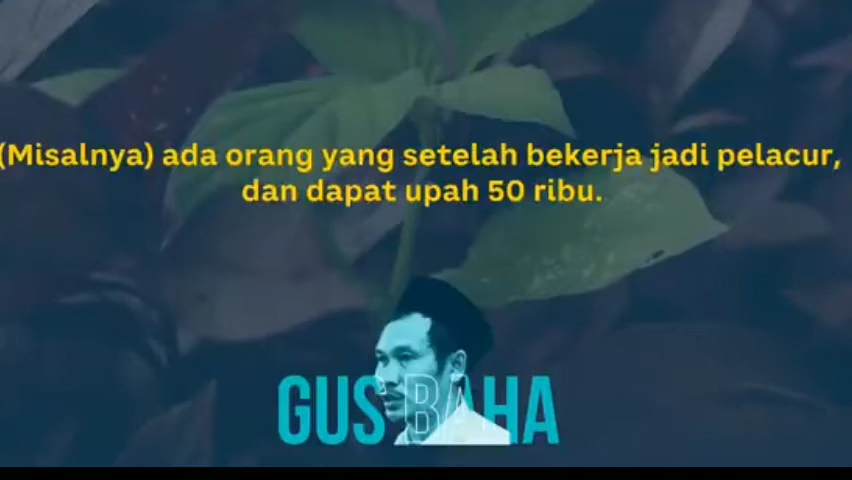 (Misalnya) ada orang yang setelah bekerja jadi pelacur,
dan dapat upah 50 ribu.
GUS BAHA